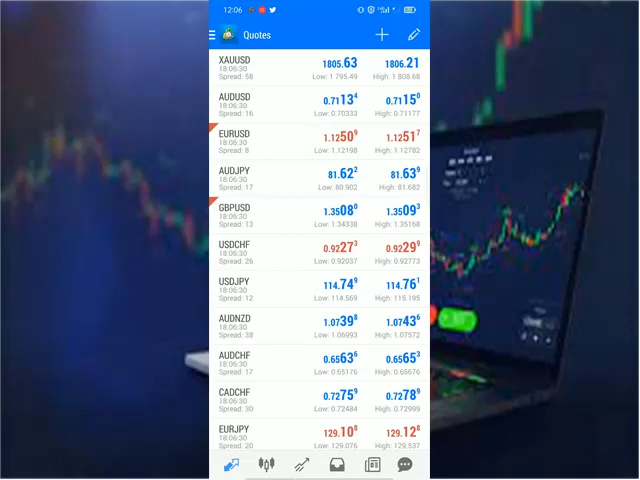 12:06
Quotes
XAUUSD
18:06:30
Spread: 58
1805.63
1806.21
Low: 1 795.49
High: 1 808.68
AUDUSD
18:06:30
Spread: 16
0.7113⁴
0.7115⁰
Low: 0.70333
High: 0.71177
EURUSD
18:06:30
Spread: 8
1.1250⁹
1.1251⁷
Low: 1.12198
High: 1.12782
AUDJPY
18:06:30
Spread: 17
81.62²
81.63⁹
Low: 80.902
High: 81.682
GBPUSD
18:06:30
Spread: 13
1.3508⁰
1.3509³
Low: 1.34338
High: 1.35168
USDCHF
18:06:30
Spread: 26
0.9227³
0.9229⁹
Low: 0.92037
High: 0.92773
USDJPY
18:06:30
Spread: 12
114.74⁹
114.76¹
Low: 114.569
High: 115.195
AUDNZD
18:06:30
Spread: 38
1.0739⁸
1.0743⁶
Low: 1.06993
High: 1.07572
AUDCHF
18:06:30
Spread: 17
0.6563⁶
0.6565³
Low: 0.65176
High: 0.65676
CADCHF
18:06:30
Spread: 30
0.7275⁹
0.7278⁹
Low: 0.72484
High: 0.72999
EURJPY
18:06:30
Spread: 20
129.10⁸
129.12⁸
Low: 129.076
High: 129.537